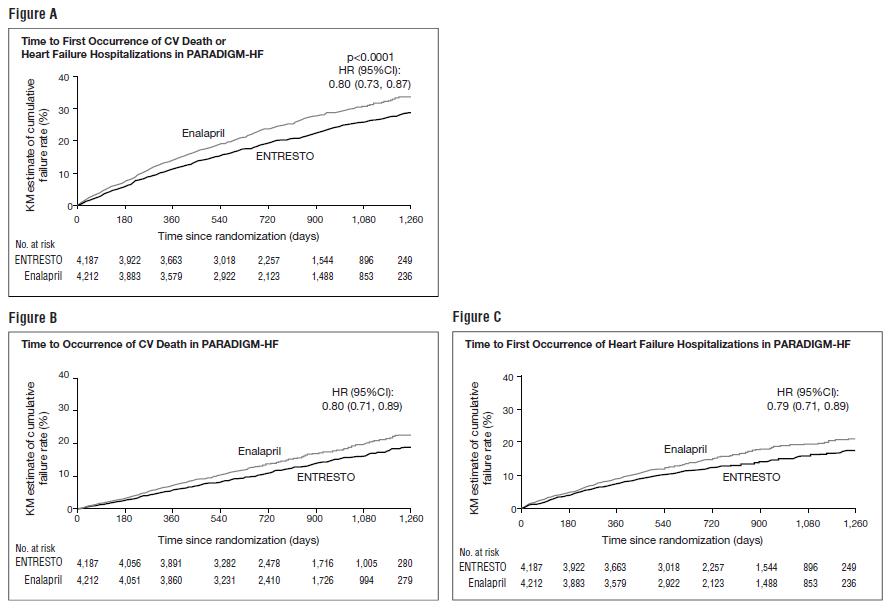 Figure A
Time to First Occurrence of CV Death or
Heart Failure Hospitalizations in PARADIGM-HF
p<0.0001
HR (95%CI):
0.80 (0.73, 0.87)
KM estimate of cumulative
failure rate (%)
40
30
20
10
0
Enalapril
ENTRESTO
0 180 360 540 720 900 1,080 1,260
Time since randomization (days)
No. at risk
ENTRESTO 4,187 3,922 3,663 3,018 2,257 1,544 896 249
Enalapril 4,212 3,883 3,579 2,922 2,123 1,488 853 236
Figure B
Time to Occurrence of CV Death in PARADIGM-HF
HR (95%CI):
0.80 (0.71, 0.89)
KM estimate of cumulative
failure rate (%)
40
30
20
10
0
Enalapril
ENTRESTO
0 180 360 540 720 900 1,080 1,260
Time since randomization (days)
No. at risk
ENTRESTO 4,187 4,056 3,891 3,282 2,478 1,716 1,005 280
Enalapril 4,212 4,051 3,860 3,231 2,410 1,726 994 279
Figure C
Time to First Occurrence of Heart Failure Hospitalizations in PARADIGM-HF
HR (95%CI):
0.79 (0.71, 0.89)
KM estimate of cumulative
failure rate (%)
40
30
20
10
0
Enalapril
ENTRESTO
0 180 360 540 720 900 1,080 1,260
Time since randomization (days)
No. at risk
ENTRESTO 4,187 3,922 3,663 3,018 2,257 1,544 896 249
Enalapril 4,212 3,883 3,579 2,922 2,123 1,488 853 236